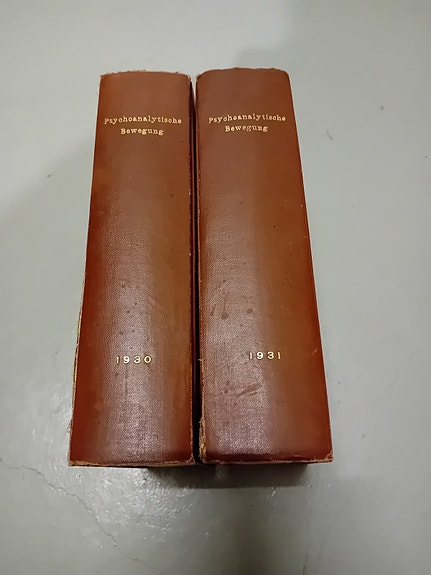 Psychoanalytische
Bewegung
1930
Psychoanalytische
Bewegung
1931